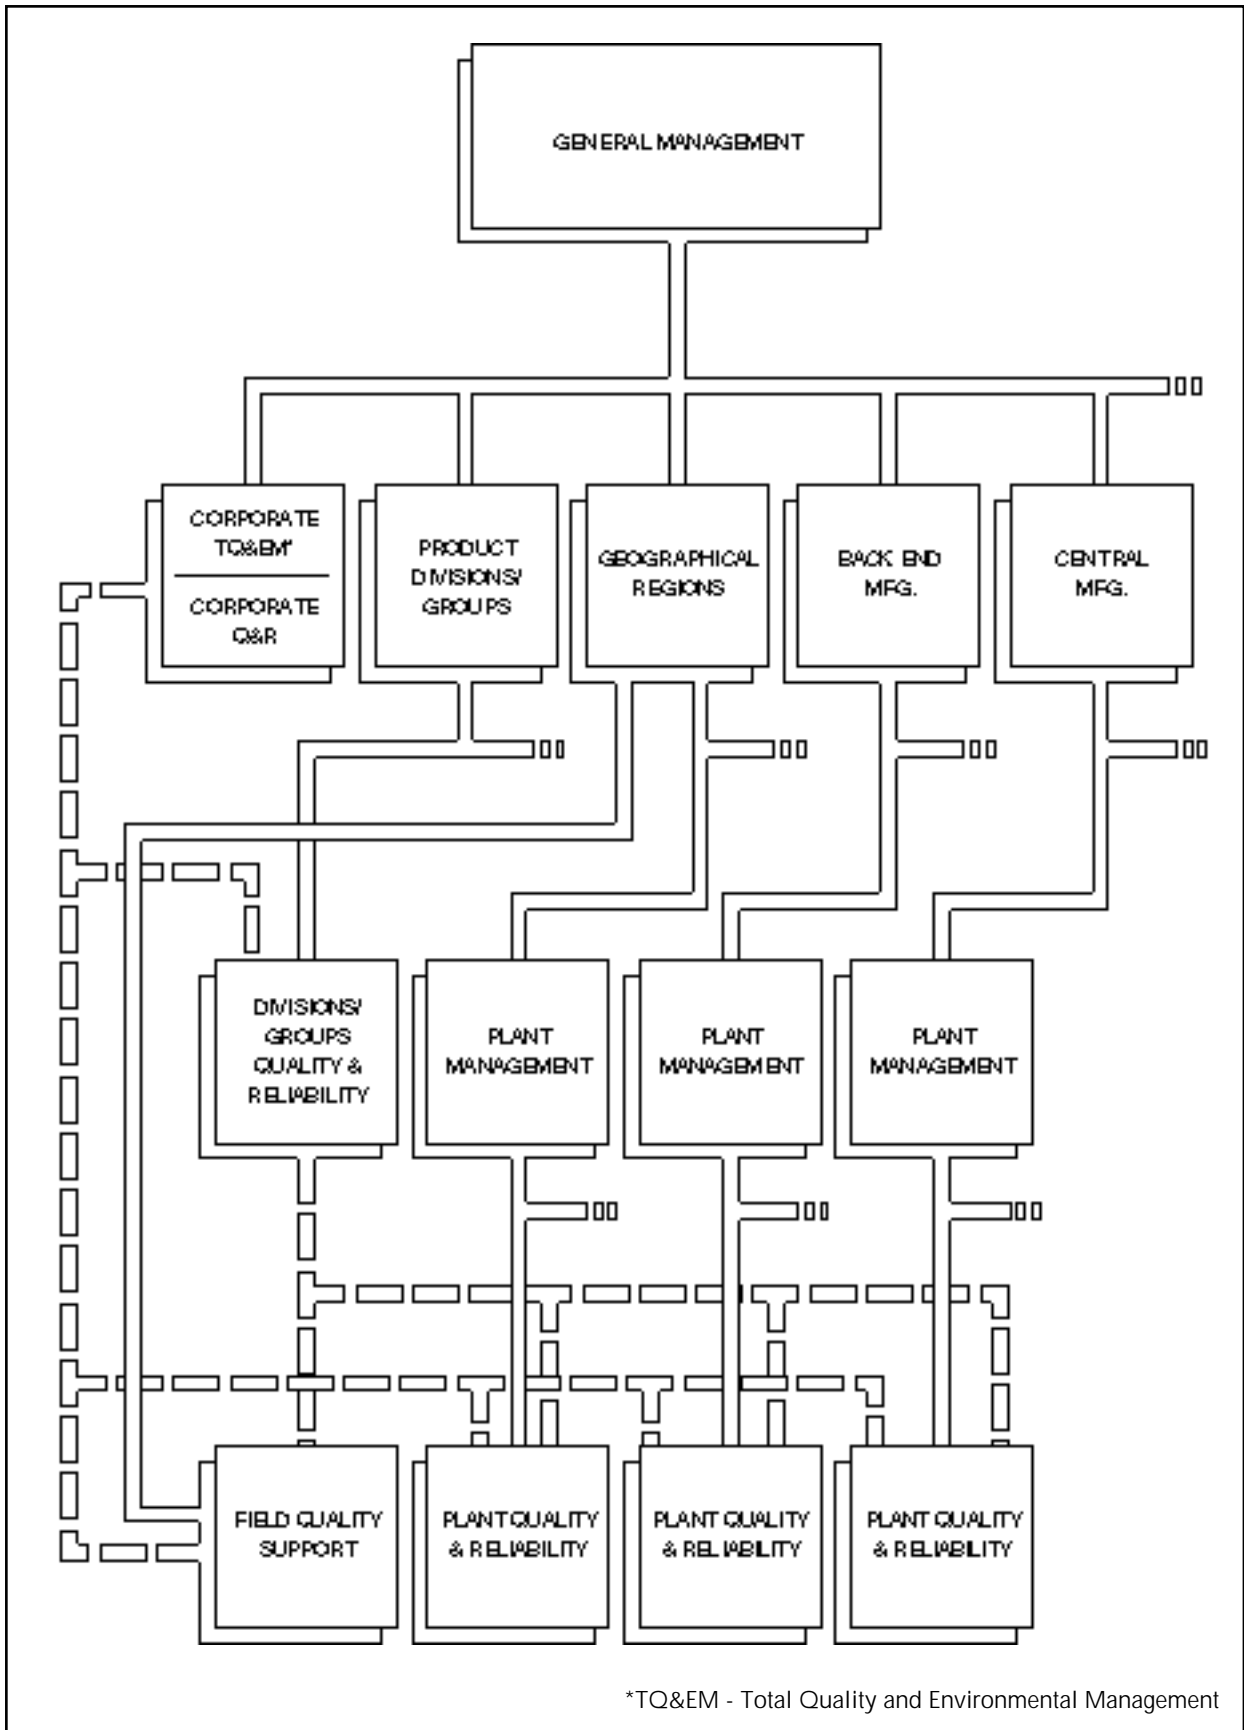 GENERAL MANAGEMENT
CORPORATE
TQ&EM*
CORPORATE
Q&R
PRODUCT
DIVISIONS/
GROUPS
GEOGRAPHICAL
REGIONS
BACK END
MFG.
CENTRAL
MFG.
DIVISIONS/
GROUPS
QUALITY &
RELIABILITY
PLANT
MANAGEMENT
PLANT
MANAGEMENT
PLANT
MANAGEMENT
FIELD QUALITY
SUPPORT
PLANT QUALITY
& RELIABILITY
PLANT QUALITY
& RELIABILITY
PLANT QUALITY
& RELIABILITY
*TQ&EM - Total Quality and Environmental Management